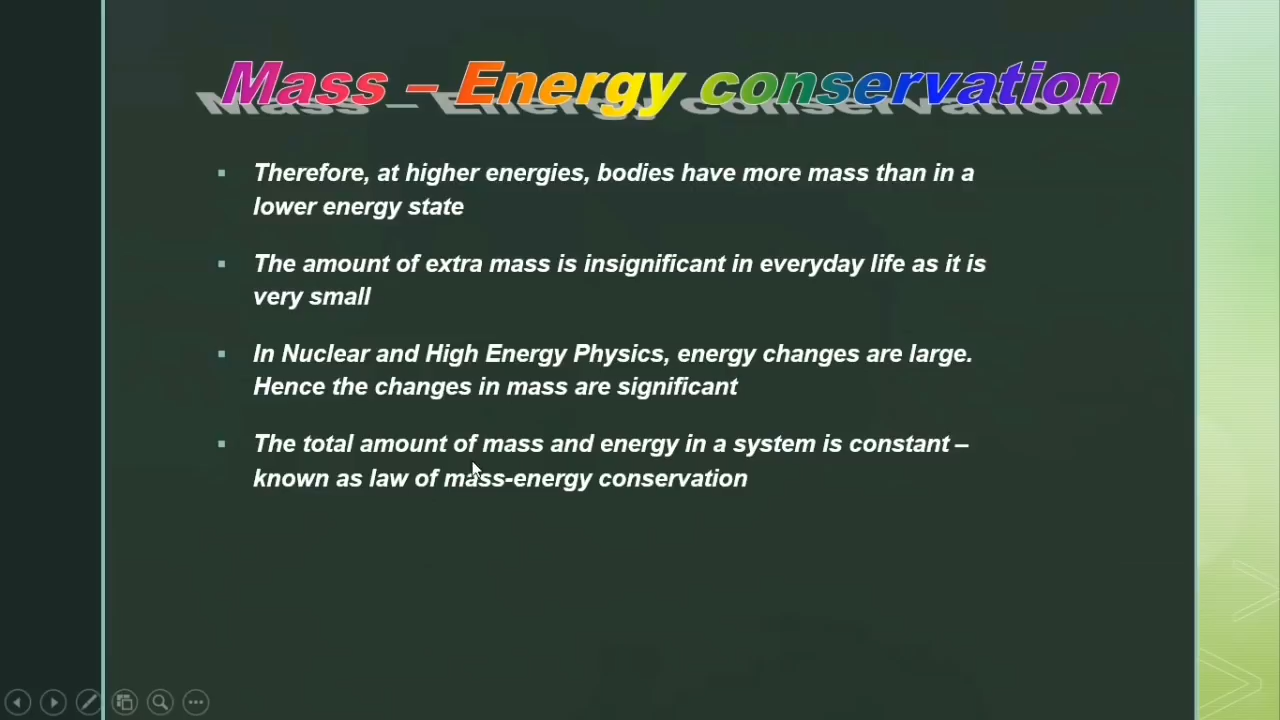 Mass – Energy conservation
▪ Therefore, at higher energies, bodies have more mass than in a
lower energy state
▪ The amount of extra mass is insignificant in everyday life as it is
very small
▪ In Nuclear and High Energy Physics, energy changes are large.
Hence the changes in mass are significant
▪ The total amount of mass and energy in a system is constant –
known as law of mass-energy conservation